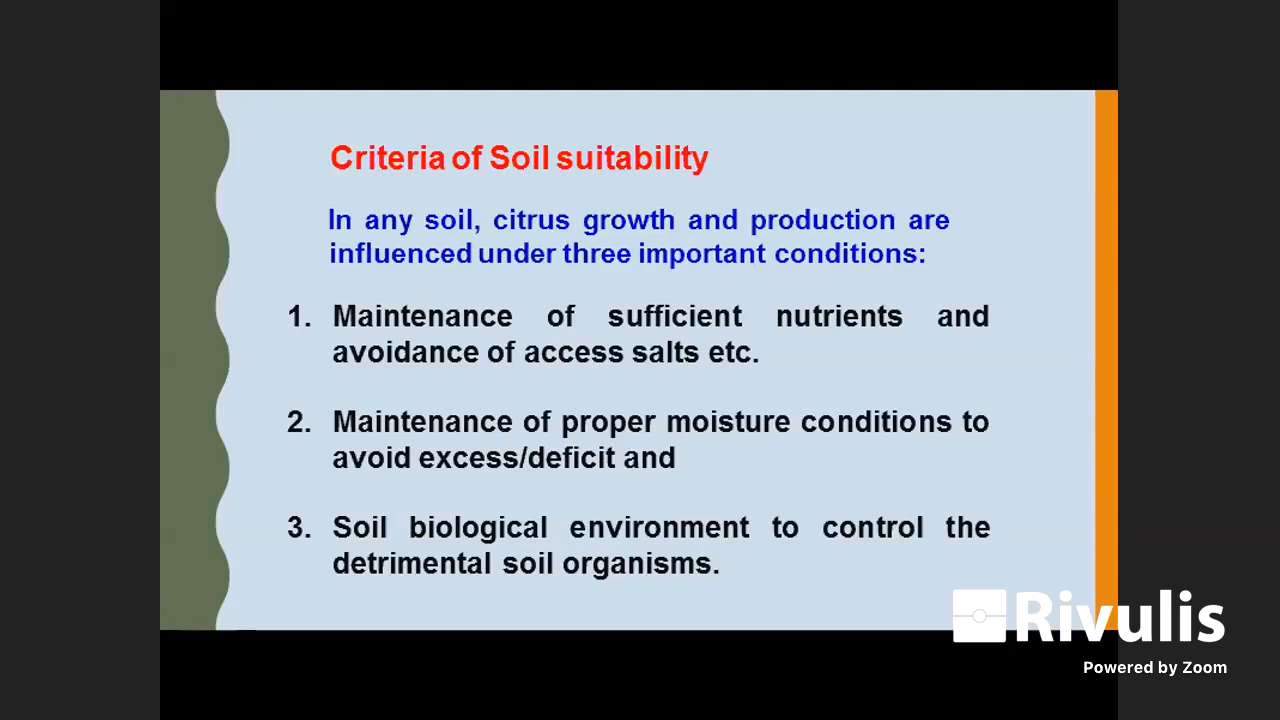 Criteria of Soil suitability
In any soil, citrus growth and production are
influenced under three important conditions:
1. Maintenance of sufficient nutrients and
avoidance of access salts etc.
2. Maintenance of proper moisture conditions to
avoid excess/deficit and
3. Soil biological environment to control the
detrimental soil organisms.
Rivulis
Powered by Zoom